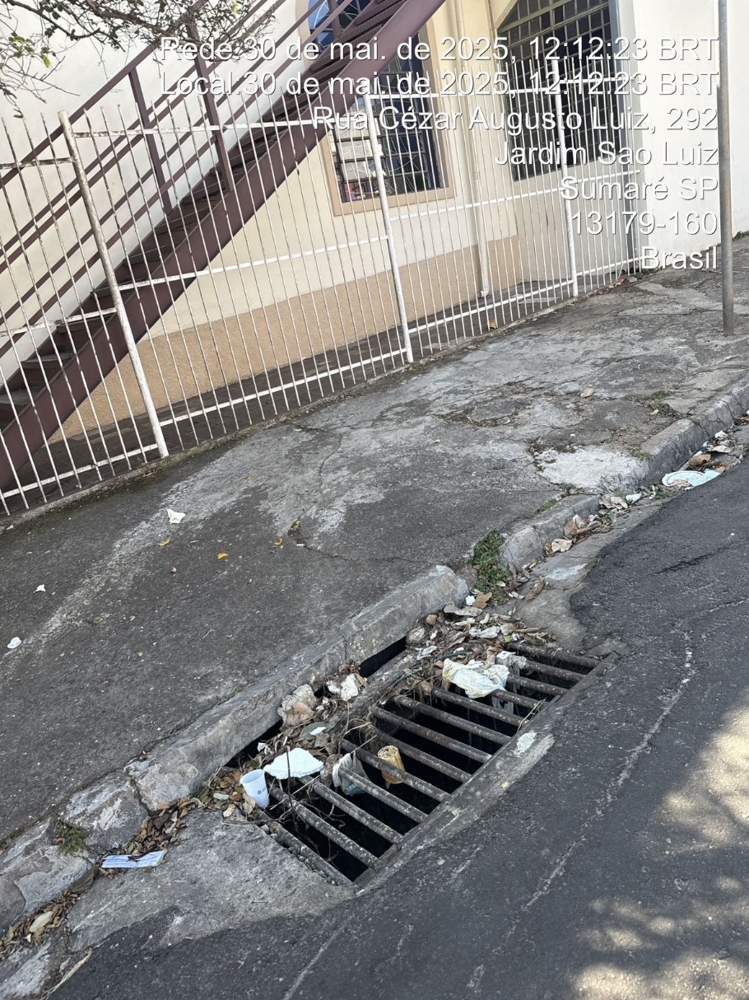 Rede:30 de mai. de 2025, 12:12:23 BRT
Local:30 de mai. de 2025, 12:12:23 BRT
Rua Cézar Augusto Luiz, 292
Jardim Sao Luiz
Sumaré SP
13179-160
Brasil